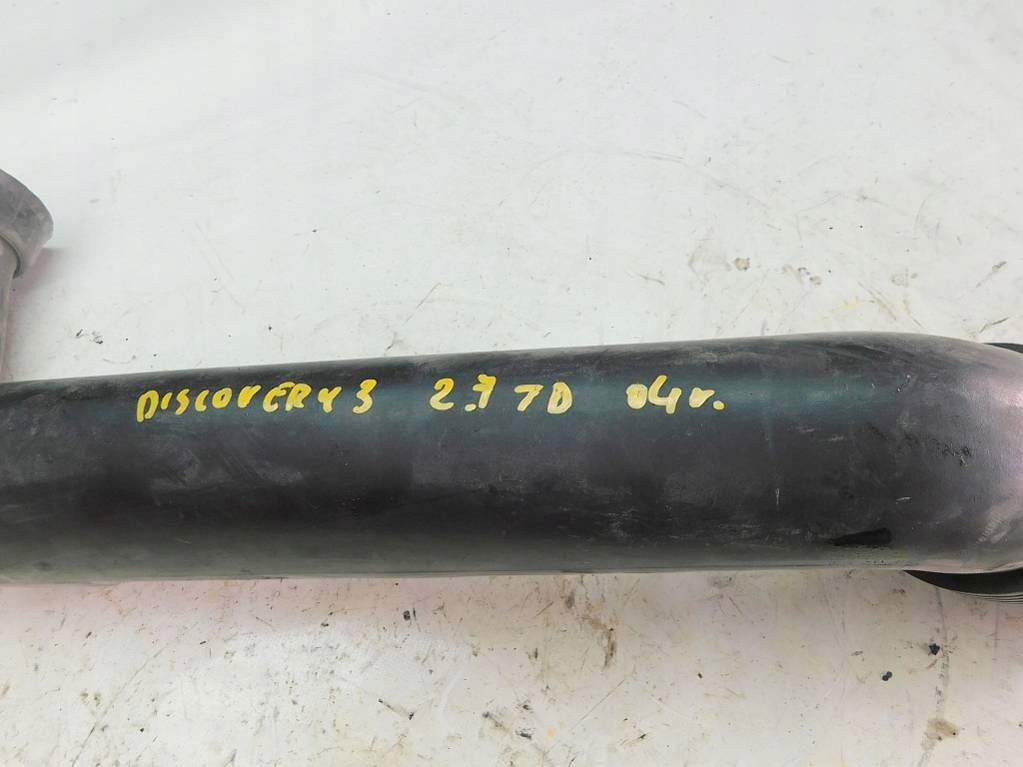 DISCOVERY 3 2.7 TD 04r.